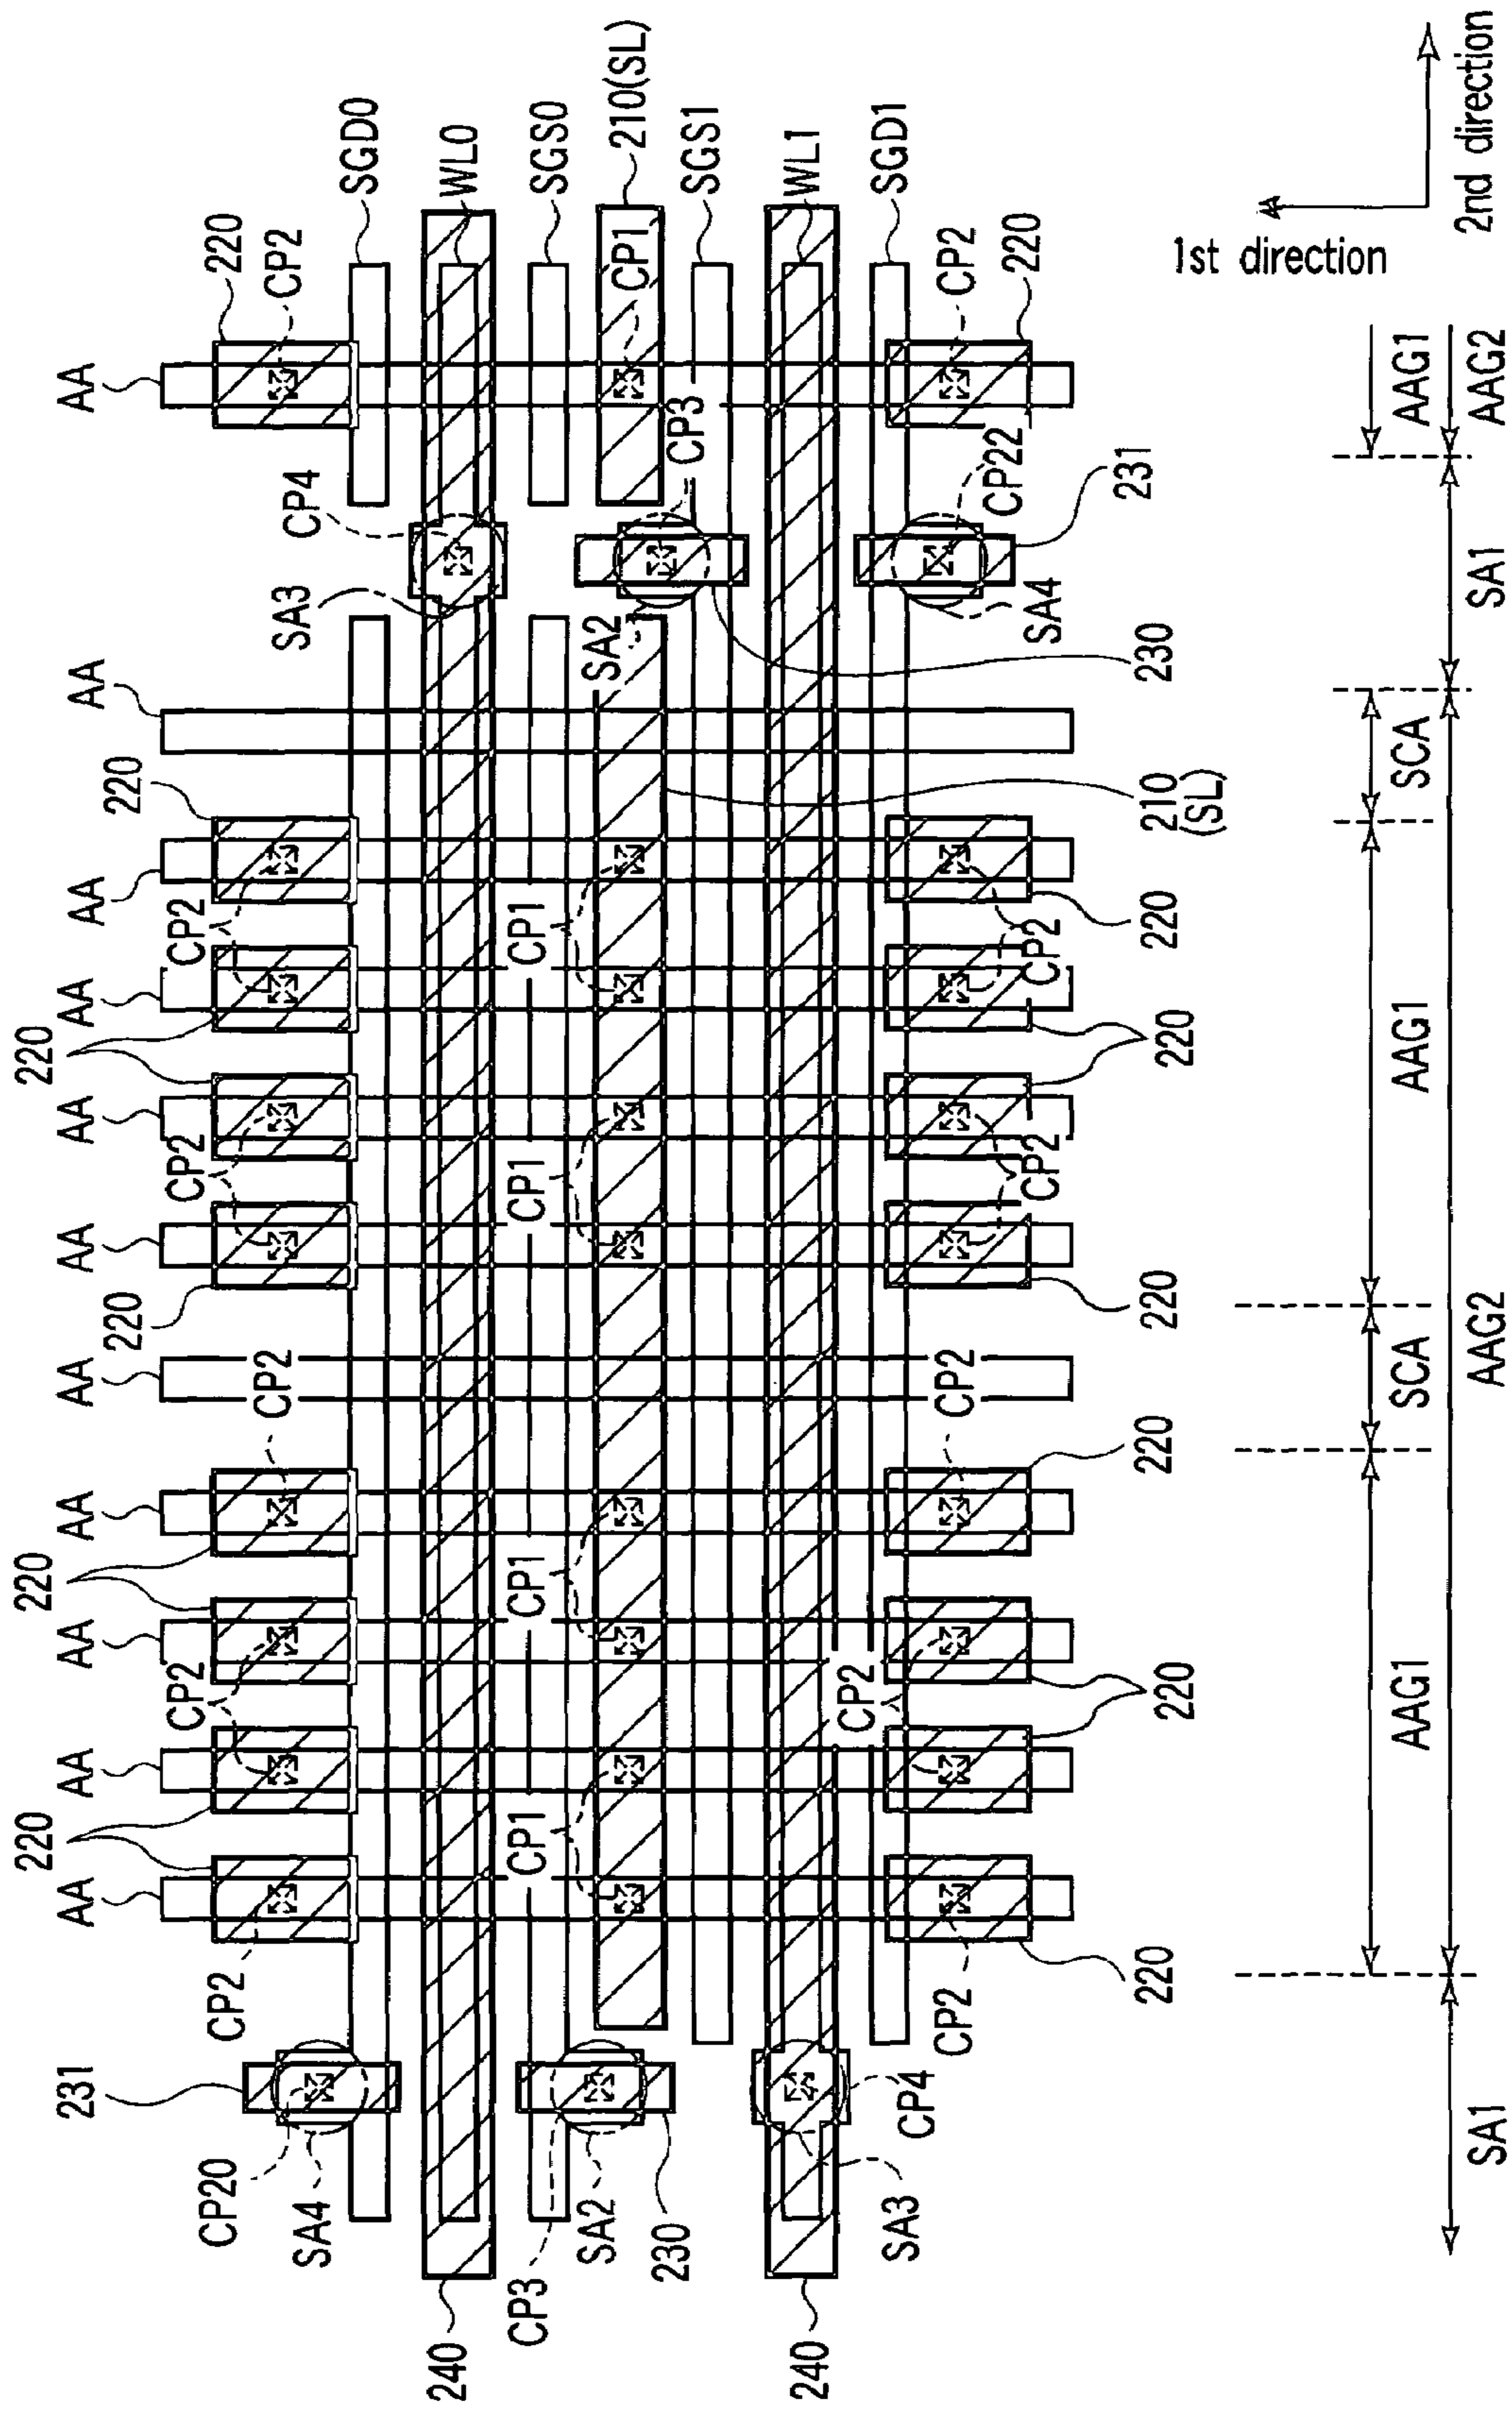 AA
AA
AA
AA
AA
AA
AA
AA
AA
AA
AA
231
220
220
220
220
220
220
220
CP20
SA4
CP2
CP2
CP2
CP2
CP2
CP2
SGD0
240
SA3
CP4
WL0
CP3
CP1
CP1
CP1
CP1
SGS0
SA2
230
SA2
CP3
CP1
210(SL)
SGS1
240
SA3
CP4
WL1
CP2
CP2
CP2
CP2
CP2
CP22
SA4
CP2
SGD1
220
220
220
220
220
220
210
(SL)
230
231
220
1st direction
2nd direction
AAG1
SCA
AAG1
SCA
AAG1
SA1
AAG2
SA1
AAG2